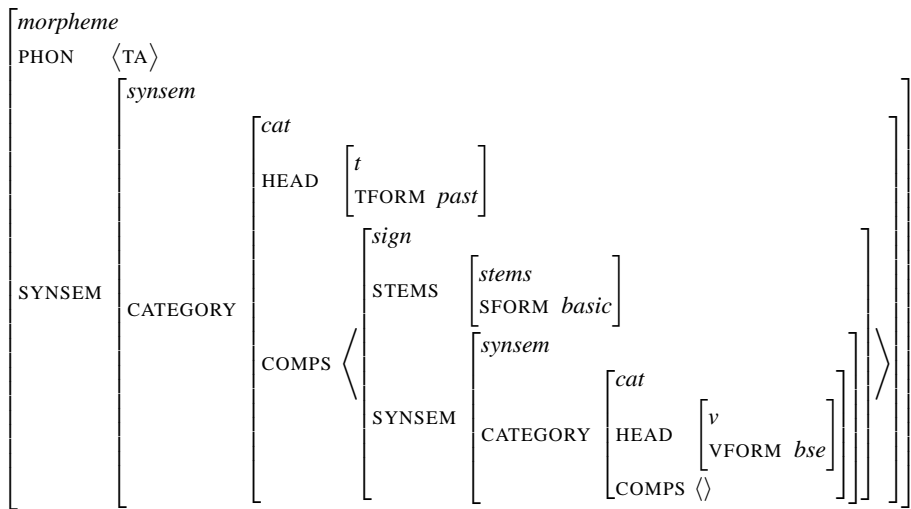 morpheme
PHON ⟨TA⟩
synsem
cat
t
HEAD
TFORM past
sign
stems
STEMS
SFORM basic
SYNSEM
CATEGORY
synsem
COMPS
cat
SYNSEM
v
CATEGORY HEAD
VFORM bse
COMPS ⟨⟩